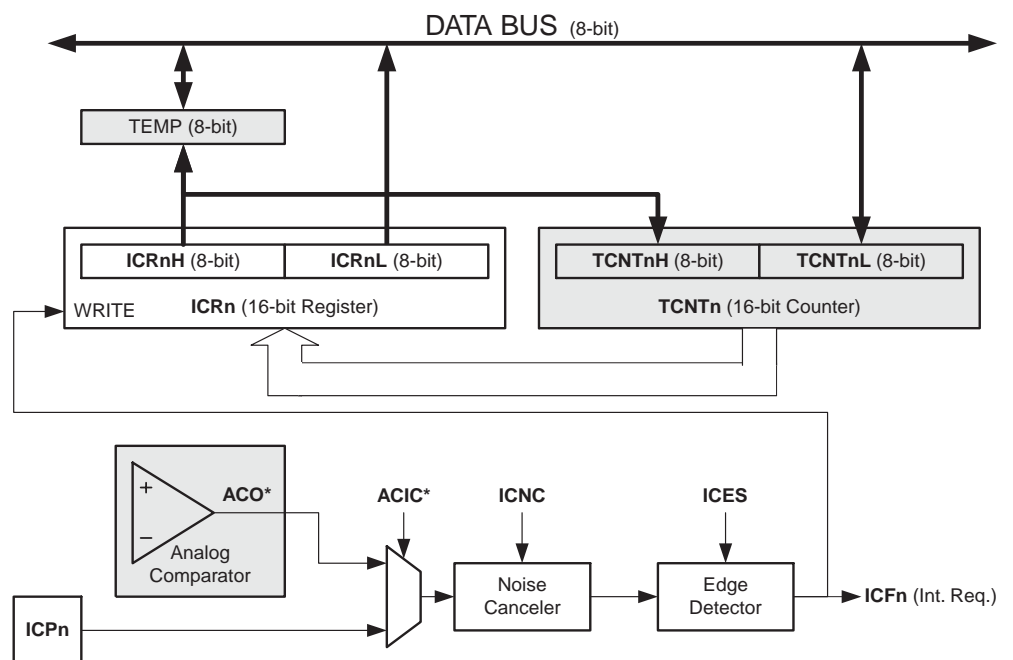 DATA BUS (8-bit)
TEMP (8-bit)
ICRnH (8-bit) ICRnL (8-bit) TCNTnH (8-bit) TCNTnL (8-bit)
WRITE ICRn (16-bit Register) TCNTn (16-bit Counter)
+ ACO* ACIC* ICNC ICES
−
Analog
Comparator
Noise
Canceler
Edge
Detector
ICFn (Int. Req.)
ICPn